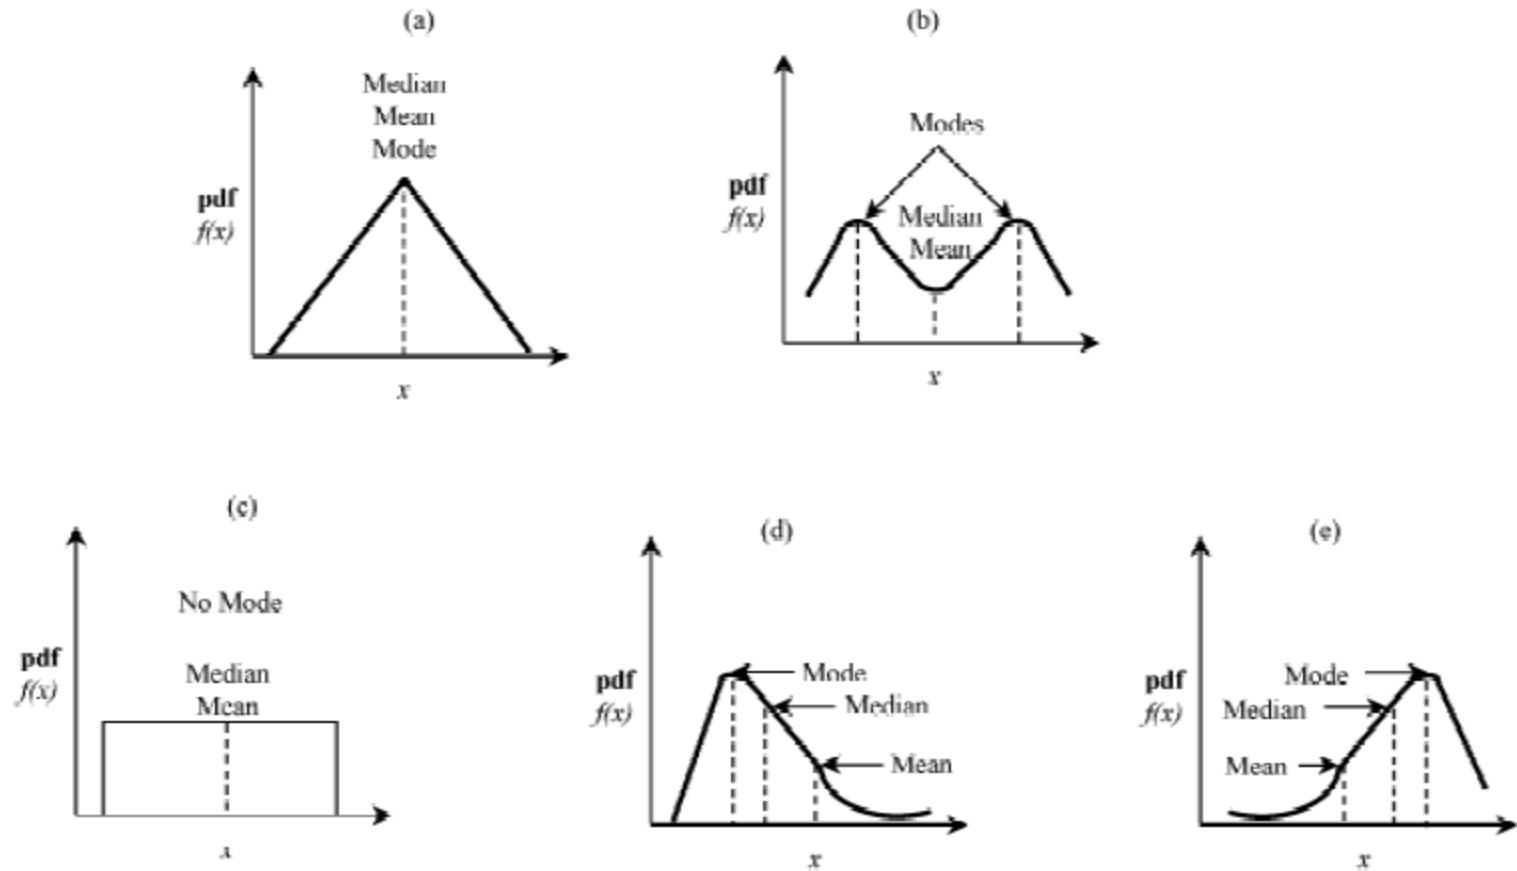 (a)
Median
Mean
Mode
pdf
f(x)
x
(b)
Modes
pdf
f(x)
Median
Mean
x
(c)
No Mode
pdf
f(x)
Median
Mean
x
(d)
pdf
f(x)
Mode
Median
Mean
x
(e)
pdf
f(x)
Mode
Median
Mean
x